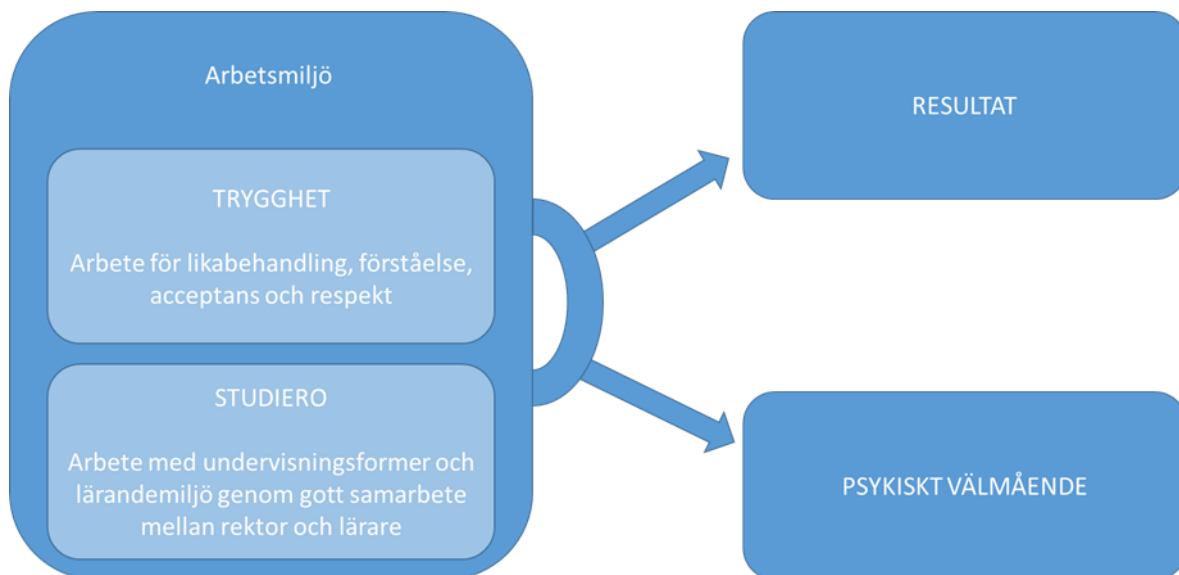 Arbetsmiljö
TRYGGHET
Arbete för likabehandling, förståelse,
acceptans och respekt
STUDIERO
Arbete med undervisningsformer och
lärandemiljö genom gott samarbete
mellan rektor och lärare
RESULTAT
PSYKISKT VÄLMÅENDE